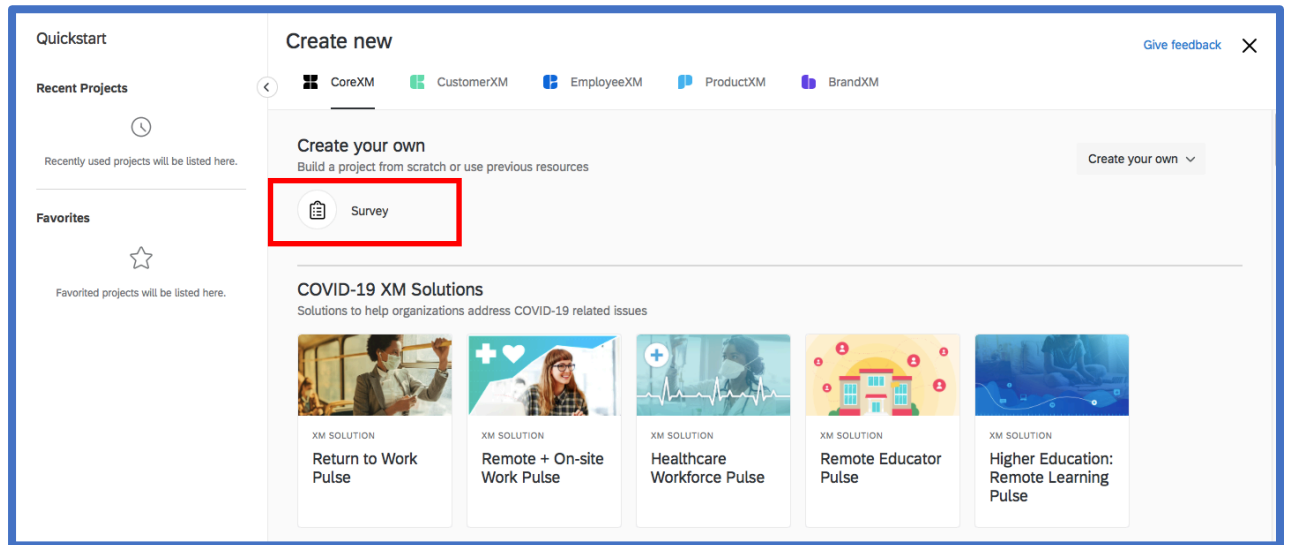 Quickstart
Recent Projects
Recently used projects will be listed here.
Favorites
Favorited projects will be listed here.
Create new
Give feedback
CoreXM
CustomerXM
EmployeeXM
ProductXM
BrandXM
Create your own
Build a project from scratch or use previous resources
Create your own
Survey
COVID-19 XM Solutions
Solutions to help organizations address COVID-19 related issues
XM SOLUTION
Return to Work
Pulse
XM SOLUTION
Remote + On-site
Work Pulse
XM SOLUTION
Healthcare
Workforce Pulse
XM SOLUTION
Remote Educator
Pulse
XM SOLUTION
Higher Education:
Remote Learning
Pulse